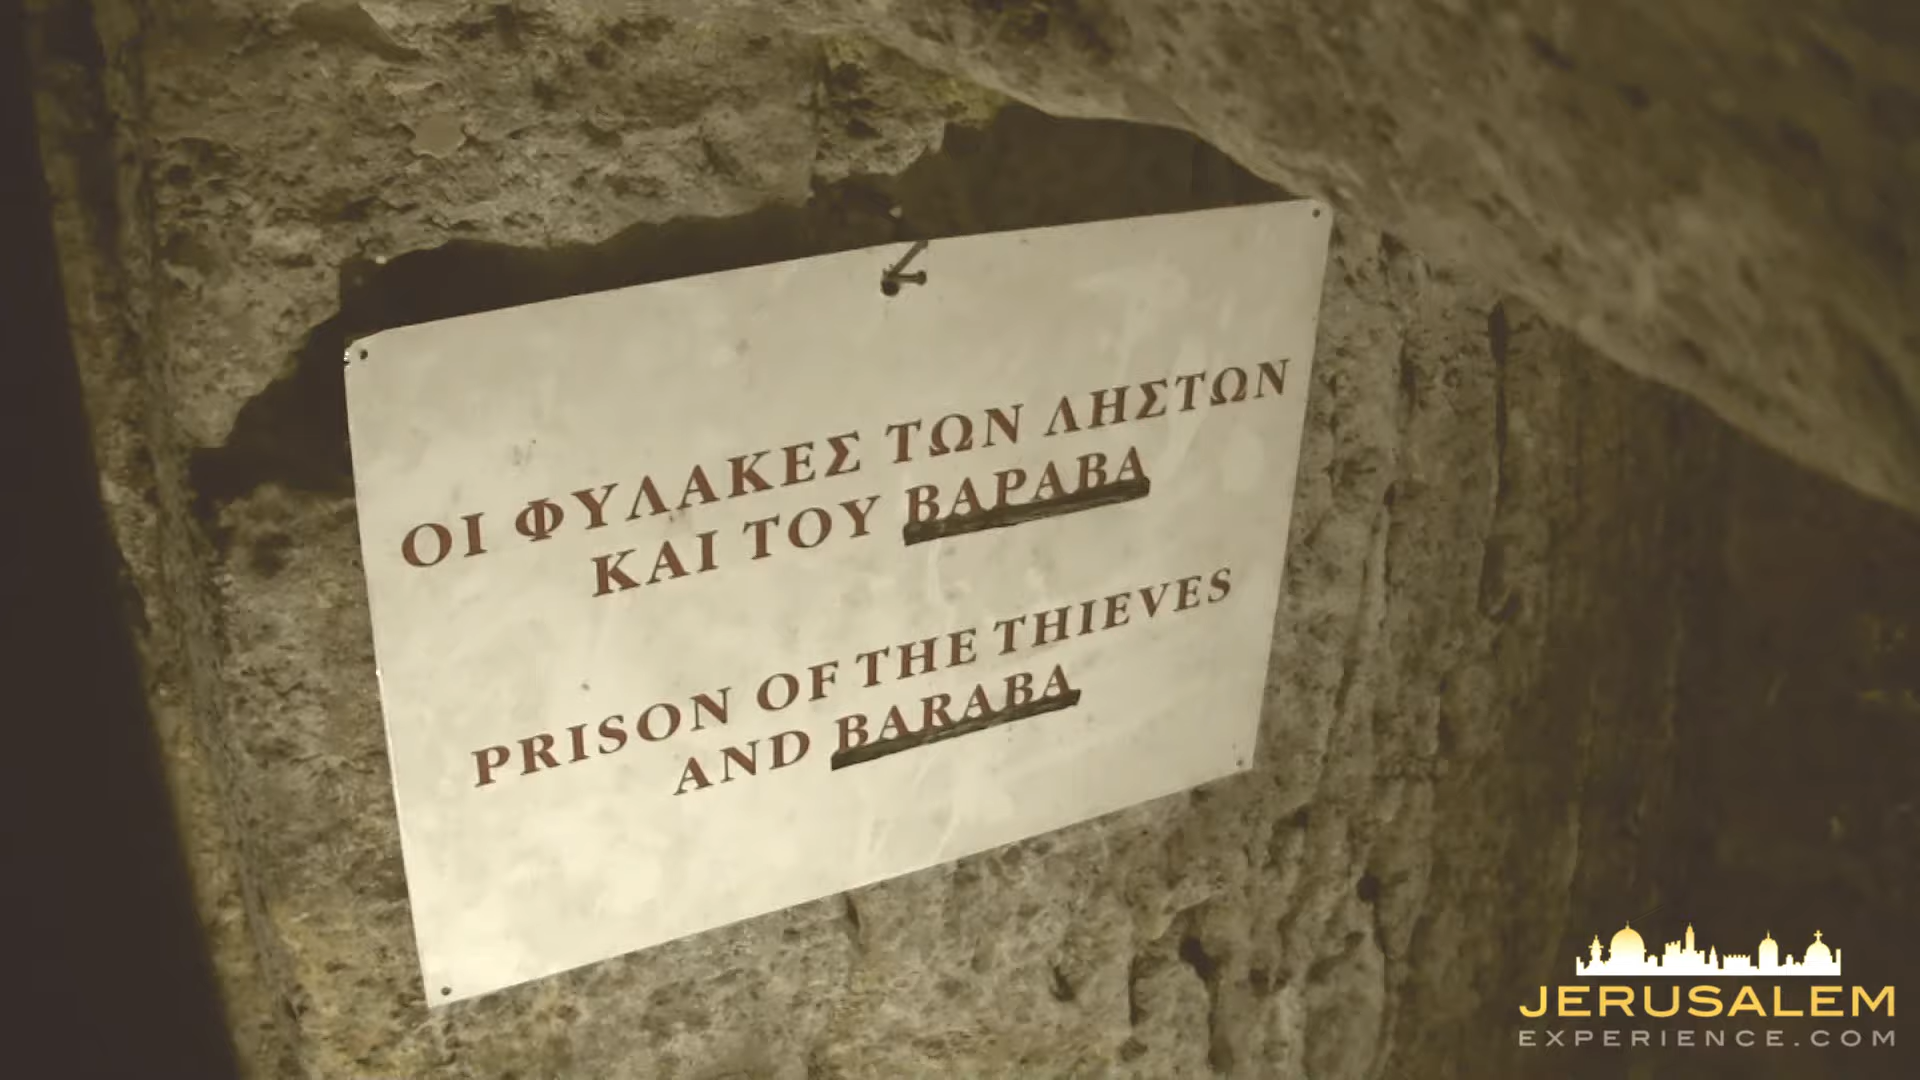 ΟΙ ΦΥΛΑΚΕΣ ΤΩΝ ΛΗΣΤΩΝ
ΚΑΙ ΤΟΥ ΒΑΡΑΒΑ
PRISON OF THE THIEVES
AND BARABA
JERUSALEM
EXPERIENCE.COM